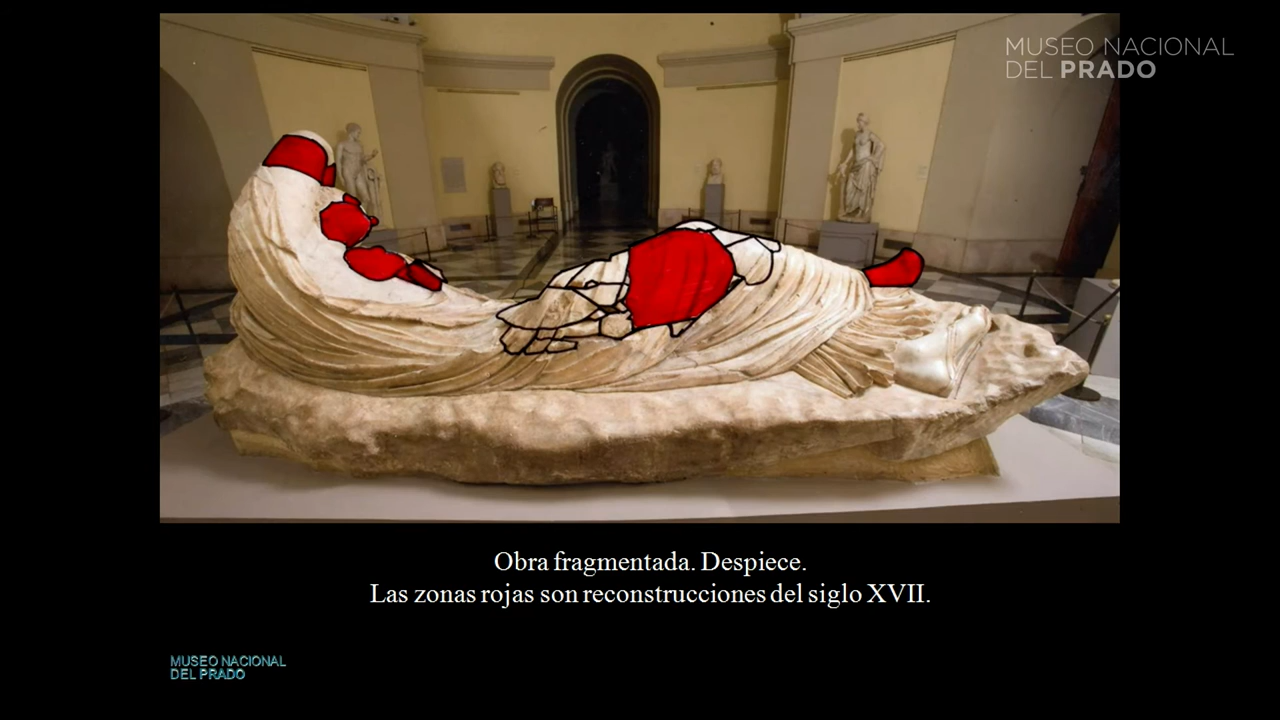 MUSEO NACIONAL
DEL PRADO
Obra fragmentada. Despiece.
Las zonas rojas son reconstrucciones del siglo XVII.
MUSEO NACIONAL
DEL PRADO